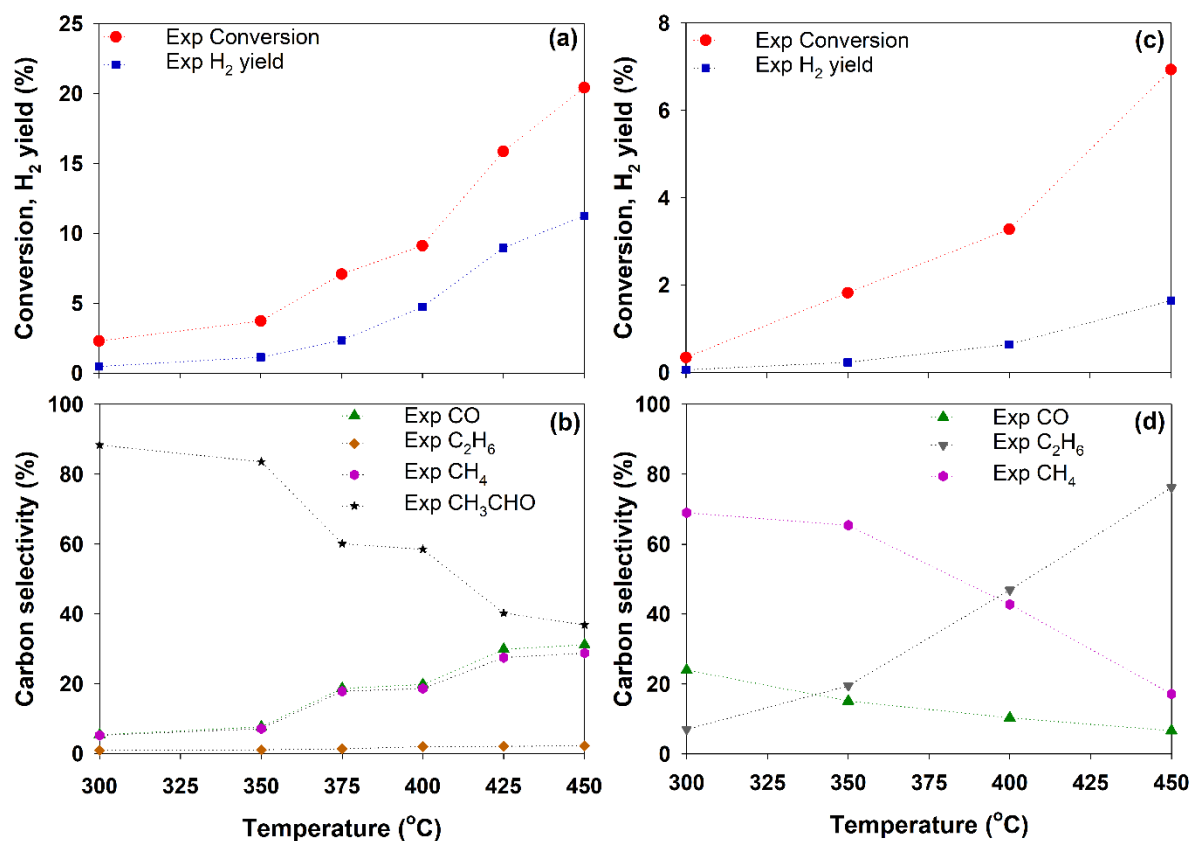 (a)
Exp Conversion
Exp H₂ yield
25
20
15
10
5
0
Conversion, H₂ yield (%)
(c)
Exp Conversion
Exp H₂ yield
8
6
4
2
0
Conversion, H₂ yield (%)
(b)
Exp CO
Exp C₂H₆
Exp CH₄
Exp CH₃CHO
100
80
60
40
20
0
Carbon selectivity (%)
300 325 350 375 400 425 450
Temperature (°C)
(d)
Exp CO
Exp C₂H₆
Exp CH₄
100
80
60
40
20
0
Carbon selectivity (%)
300 325 350 375 400 425 450
Temperature (°C)